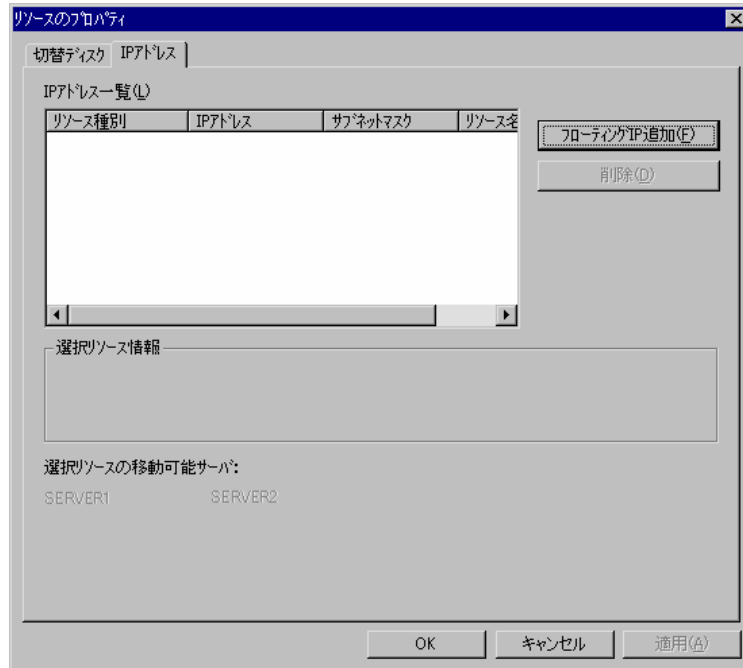 リソースのプロパティ
切替ディスク IPアドレス
IPアドレス一覧(L)
リソース種別 IPアドレス サブネットマスク リソース名
フローティングIP追加(F)
削除(D)
選択リソース情報
選択リソースの移動可能サーバ:
SERVER1 SERVER2
OK キャンセル 適用(A)